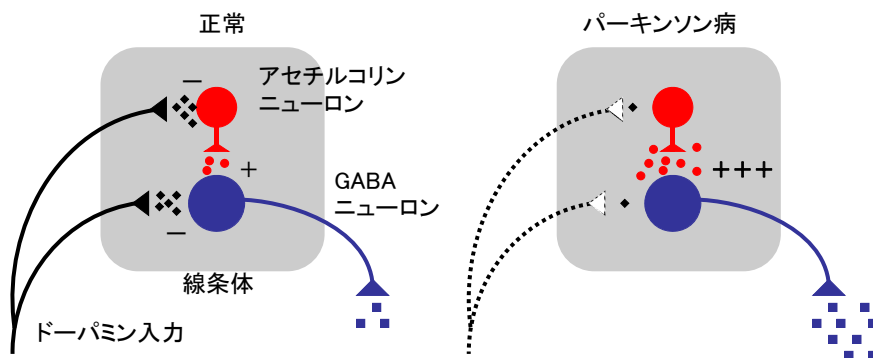 正常
パーキンソン病
アセチルコリン
ニューロン
−
+
GABA
ニューロン
−
+++
線条体
ドーパミン入力